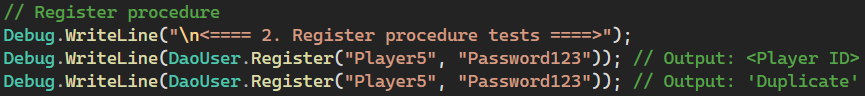 // Register procedure
Debug.WriteLine("\n<==== 2. Register procedure tests ====>");
Debug.WriteLine(DaoUser.Register("Player5", "Password123")); // Output: <Player ID>
Debug.WriteLine(DaoUser.Register("Player5", "Password123")); // Output: 'Duplicate'